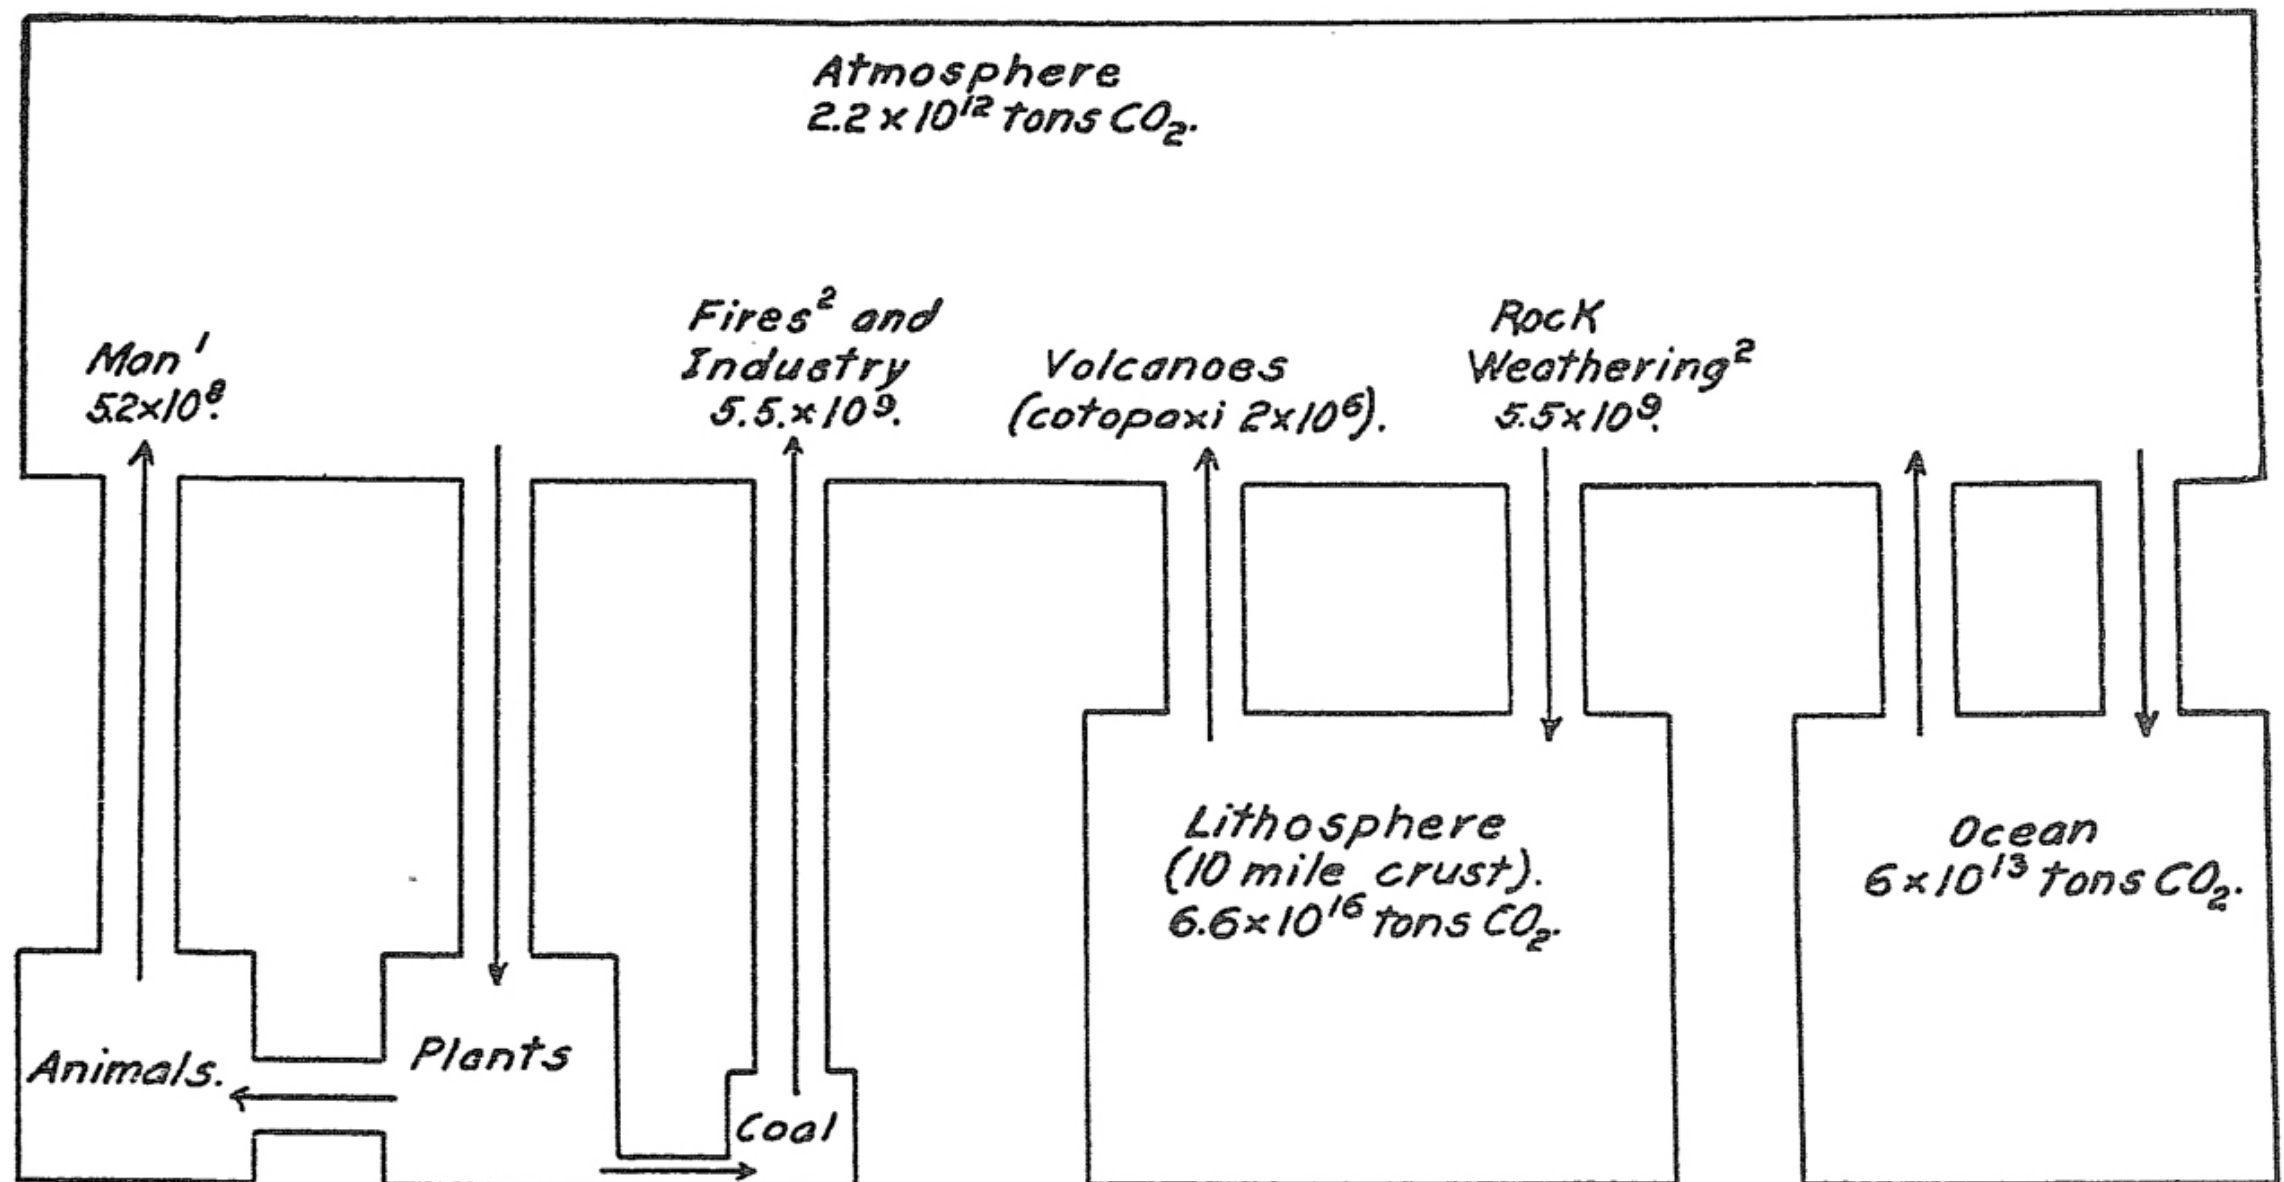 Atmosphere
2.2 x 10¹² tons CO₂.
Man¹
5.2x10⁸.
Fires² and
Industry
5.5.x10⁹.
Volcanoes
(cotopaxi 2x10⁶).
Rock
Weathering²
5.5x10⁹.
Lithosphere
(10 mile crust).
6.6x10¹⁶ tons CO₂.
Ocean
6x10¹³ tons CO₂.
Animals.
Plants
Coal